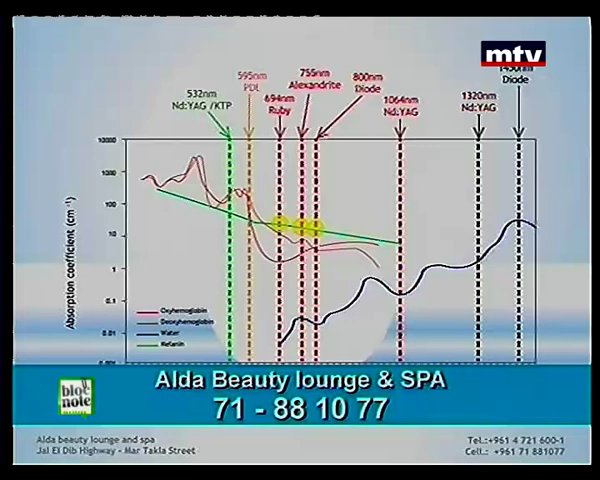 mtv
755nm
Alexandrite
800nm
Diode
595nm
PDL
532nm
Nd:YAG /KTP
694nm
Ruby
1064nm
Nd:YAG
1320nm
Nd:YAG
1450nm
Diode
Absorption coefficient (cm⁻¹)
10000
1000
100
10
1
0.1
0.01
0.001
Oxyhemoglobin
Deoxyhemoglobin
Water
Melanin
bloc
note
Alda Beauty lounge & SPA
71 - 88 10 77
Alda beauty lounge and spa
Jal El Dib Highway - Mar Takla Street
Tel.:+961 4 721 600-1
Cell.: +961 71 881077